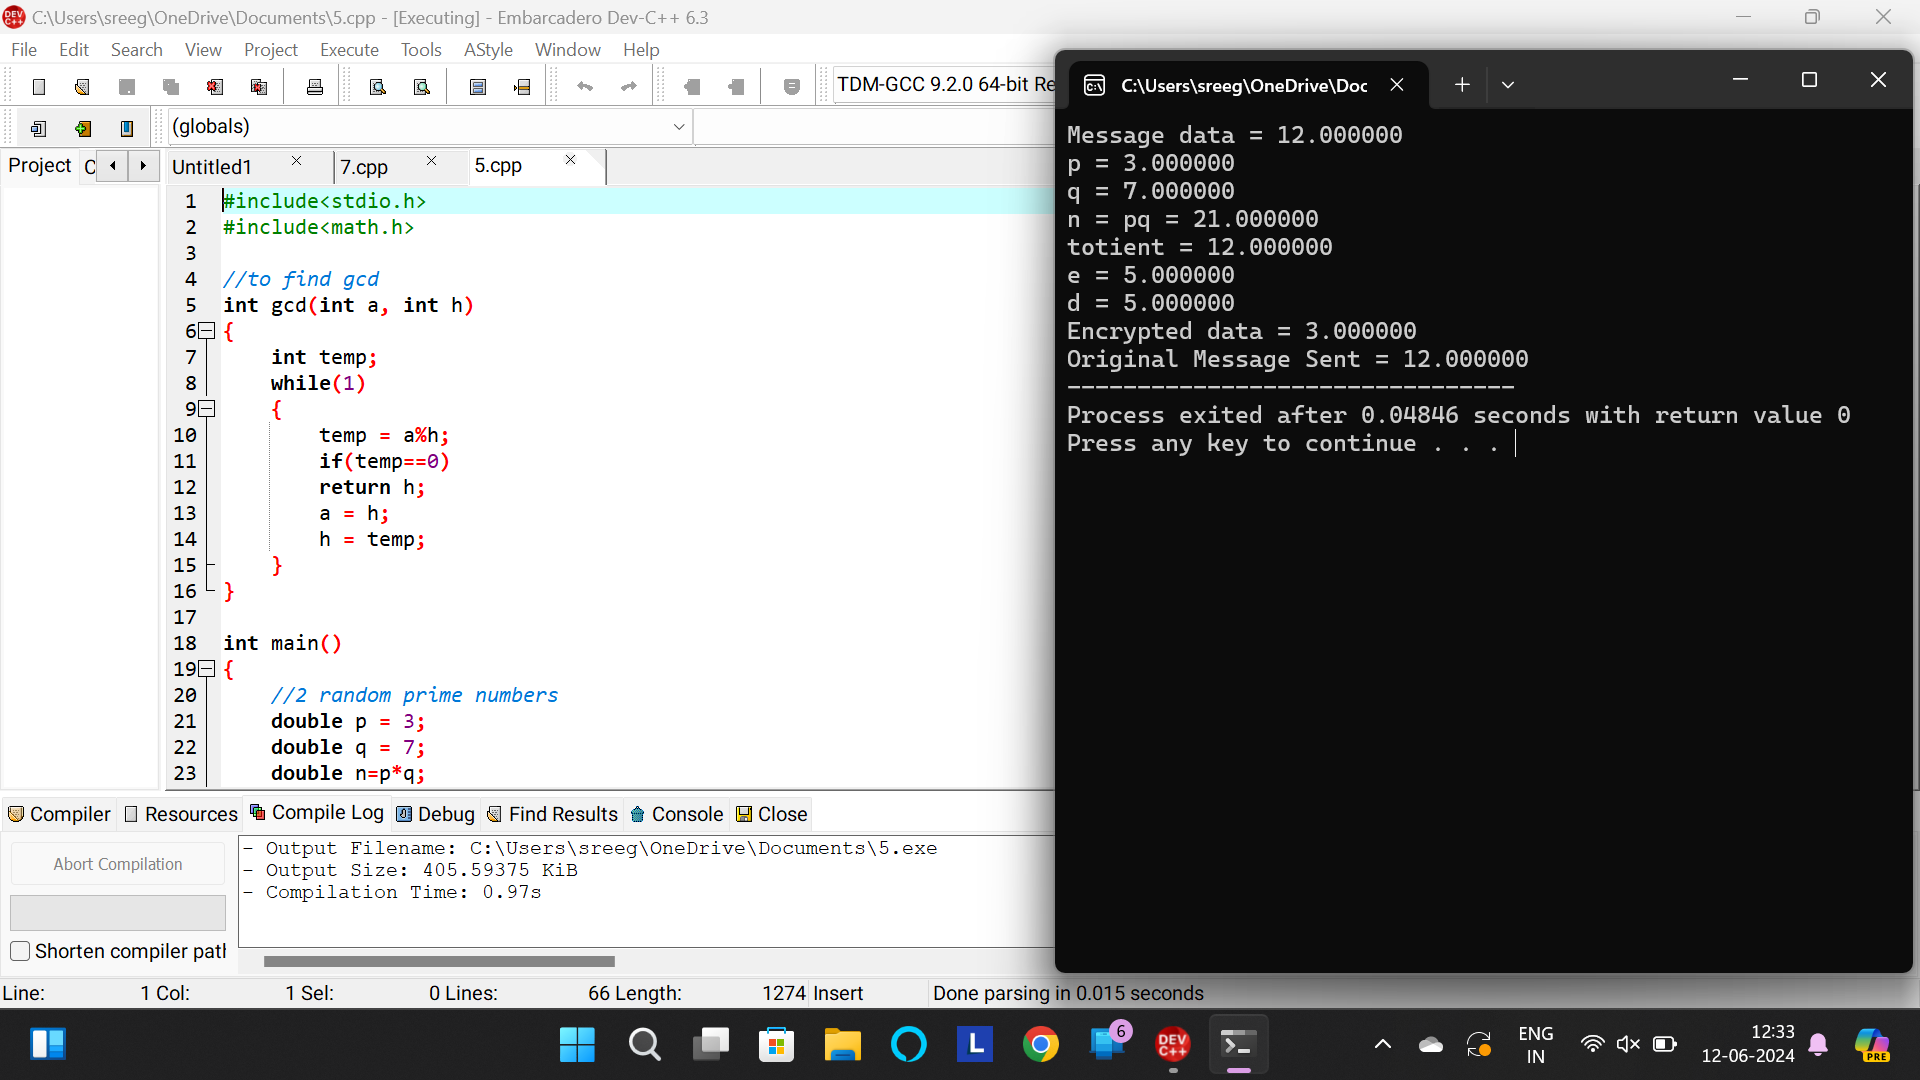 C:\Users\sreeg\OneDrive\Documents\5.cpp - [Executing] - Embarcadero Dev-C++ 6.3
File Edit Search View Project Execute Tools AStyle Window Help
TDM-GCC 9.2.0 64-bit Re
(globals)
Project C
Untitled1 7.cpp 5.cpp
1 #include<stdio.h>
2 #include<math.h>
3
4 //to find gcd
5 int gcd(int a, int h)
6 {
7 int temp;
8 while(1)
9 {
10 temp = a%h;
11 if(temp==0)
12 return h;
13 a = h;
14 h = temp;
15 }
16 }
17
18 int main()
19 {
20 //2 random prime numbers
21 double p = 3;
22 double q = 7;
23 double n=p*q;
C:\Users\sreeg\OneDrive\Doc
Message data = 12.000000
p = 3.000000
q = 7.000000
n = pq = 21.000000
totient = 12.000000
e = 5.000000
d = 5.000000
Encrypted data = 3.000000
Original Message Sent = 12.000000
--------------------------------
Process exited after 0.04846 seconds with return value 0
Press any key to continue . . .
Compiler Resources Compile Log Debug Find Results Console Close
Abort Compilation
Shorten compiler path
- Output Filename: C:\Users\sreeg\OneDrive\Documents\5.exe
- Output Size: 405.59375 KiB
- Compilation Time: 0.97s
Line: 1 Col: 1 Sel: 0 Lines: 66 Length: 1274 Insert Done parsing in 0.015 seconds
L
6
DEV C++
ENG
IN
12:33
12-06-2024
PRE